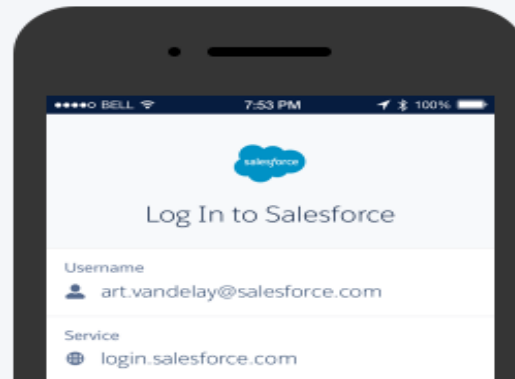 BELL 7:53 PM 100%
salesforce
Log In to Salesforce
Username
art.vandelay@salesforce.com
Service
login.salesforce.com